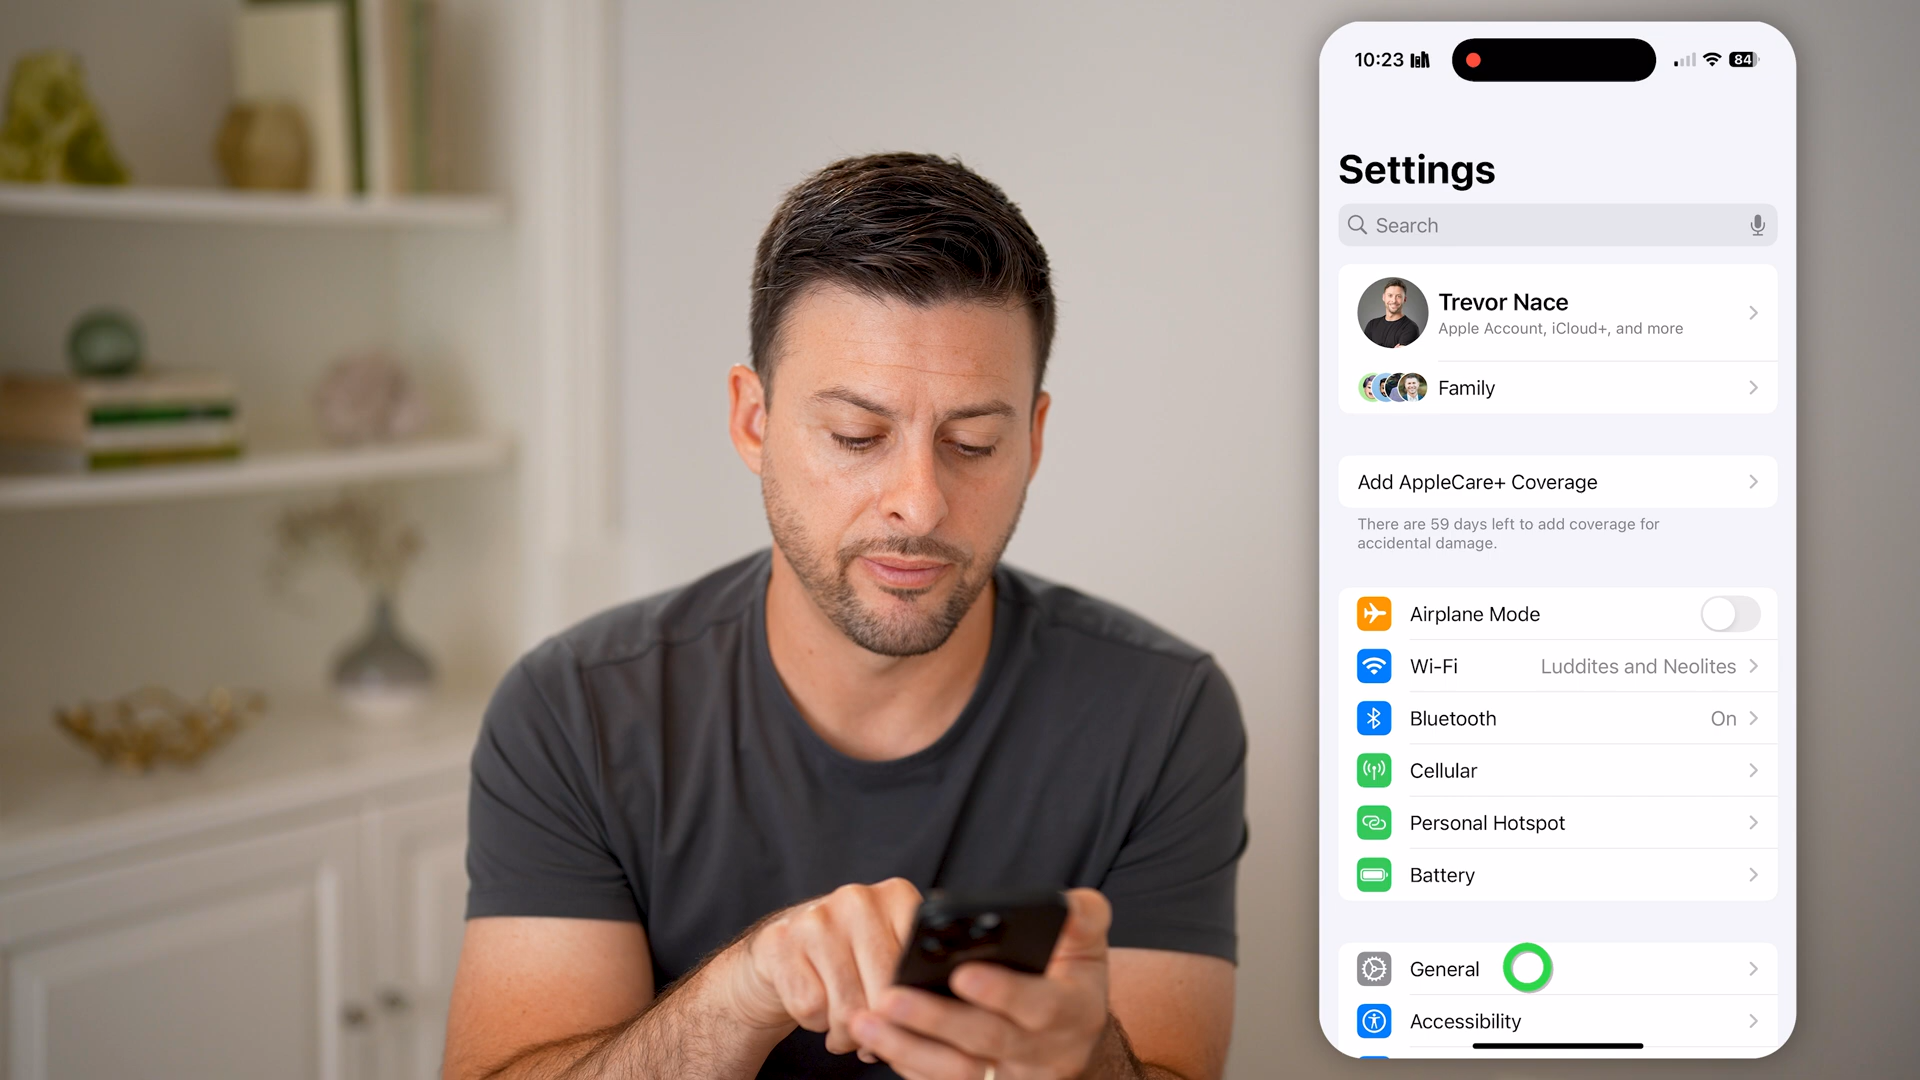 10:23
84
Settings
Search
Trevor Nace
Apple Account, iCloud+, and more
Family
Add AppleCare+ Coverage
There are 59 days left to add coverage for
accidental damage.
Airplane Mode
Wi-Fi Luddites and Neolites
Bluetooth On
Cellular
Personal Hotspot
Battery
General
Accessibility